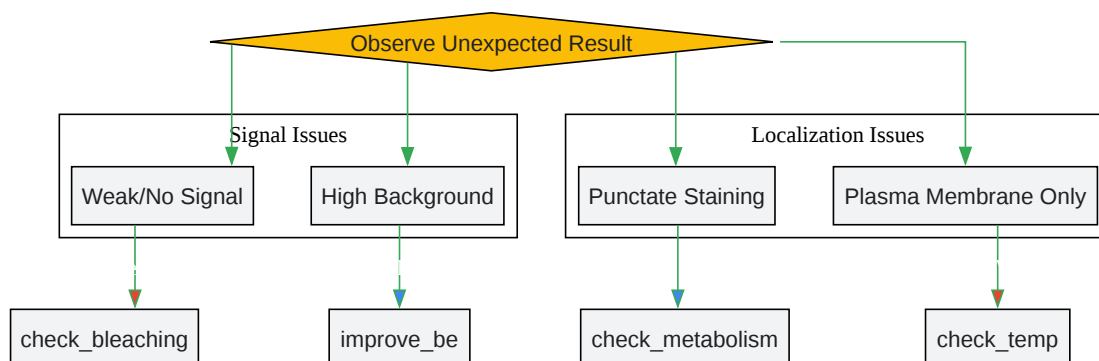 Observe Unexpected Result
Signal Issues
Localization Issues
Weak/No Signal
High Background
Punctate Staining
Plasma Membrane Only
check_bleaching
improve_be
check_metabolism
check_temp